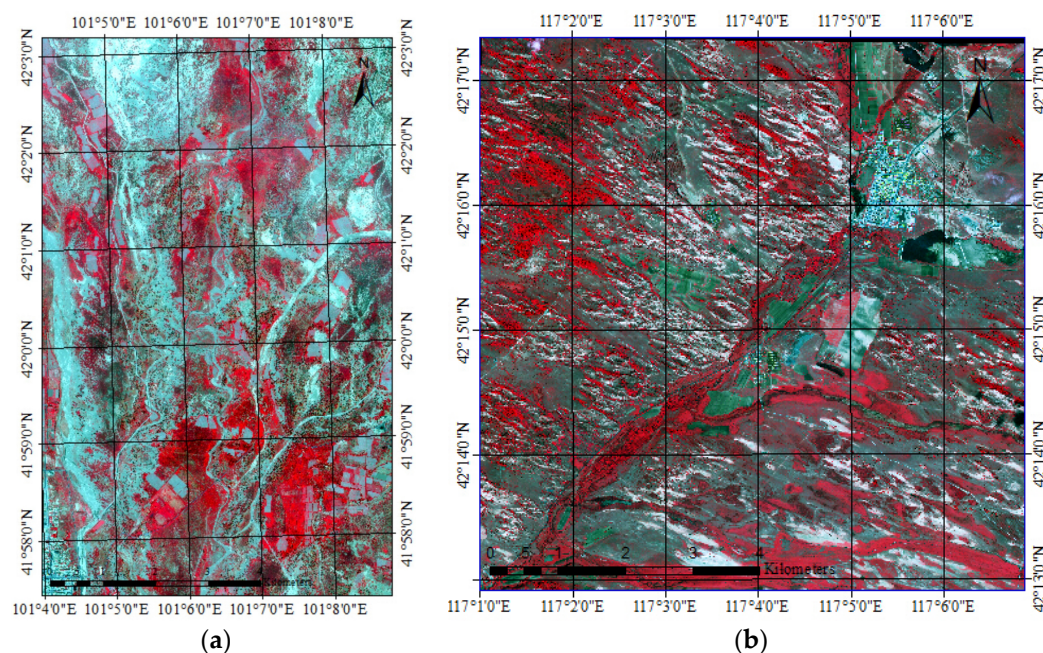 101°5'0"E 101°6'0"E 101°7'0"E 101°8'0"E
117°2'0"E 117°3'0"E 117°4'0"E 117°5'0"E 117°6'0"E
42°3'0"N
42°2'0"N
42°1'0"N
42°0'0"N
41°59'0"N
41°58'0"N
N
42°3'0"N
42°2'0"N
42°1'0"N
42°0'0"N
41°59'0"N
41°58'0"N
Kilometers
101°4'0"E 101°5'0"E 101°6'0"E 101°7'0"E 101°8'0"E
(a)
42°17'0"N
42°16'0"N
42°15'0"N
42°14'0"N
N
42°17'0"N
42°16'0"N
42°15'0"N
42°14'0"N
42°13'0"N
0 .5 1 2 3 4
Kilometers
117°1'0"E 117°2'0"E 117°3'0"E 117°4'0"E 117°5'0"E 117°6'0"E
(b)